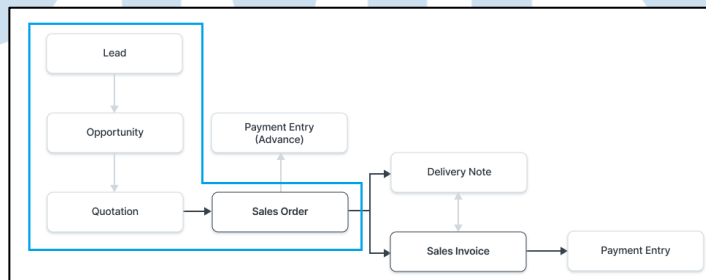 Lead
Opportunity
Payment Entry
(Advance)
Delivery Note
Quotation
Sales Order
Sales Invoice
Payment Entry